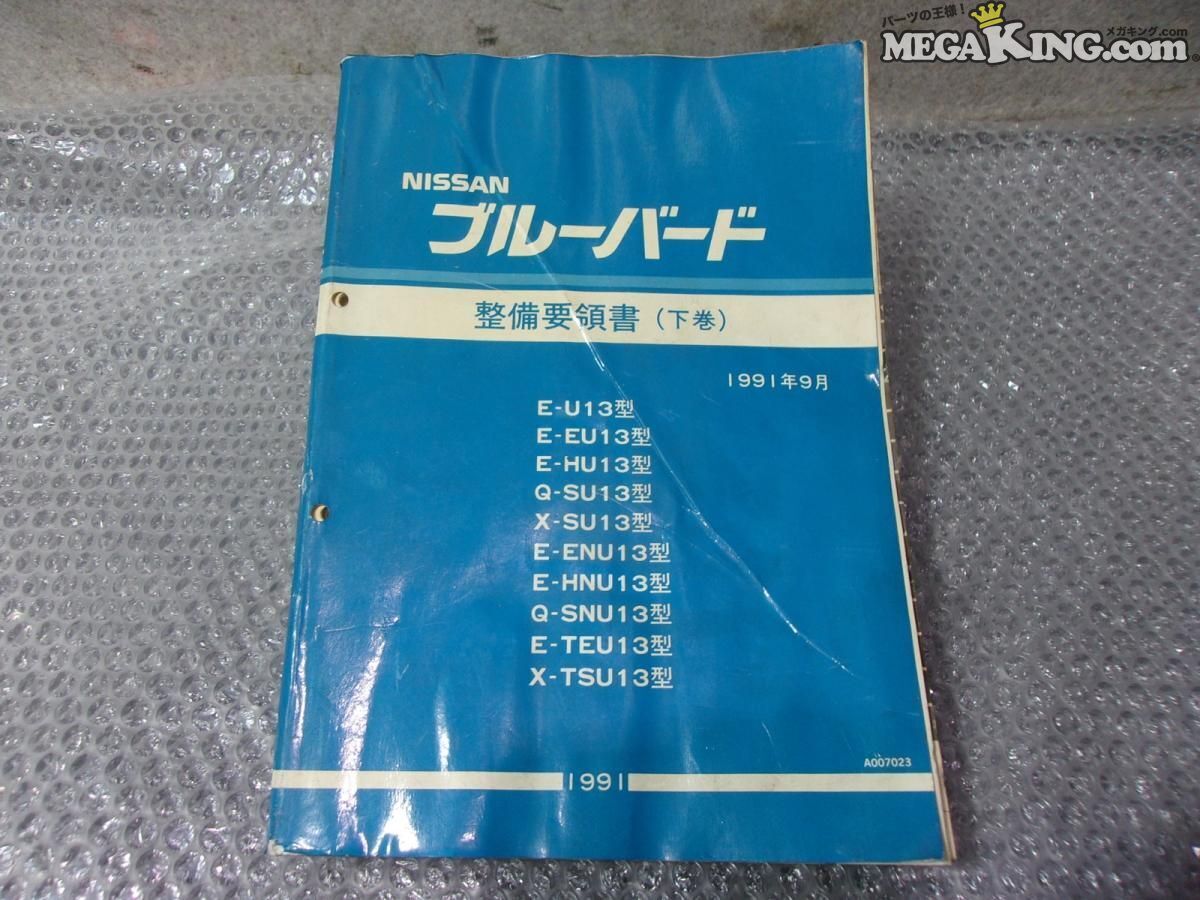 パーツの王様!
メガキング.com
MEGAKING.com
NISSAN
ブルーバード
整備要領書(下巻)
1991年9月
E-U13型
E-EU13型
E-HU13型
Q-SU13型
X-SU13型
E-ENU13型
E-HNU13型
Q-SNU13型
E-TEU13型
X-TSU13型
A007023
1991